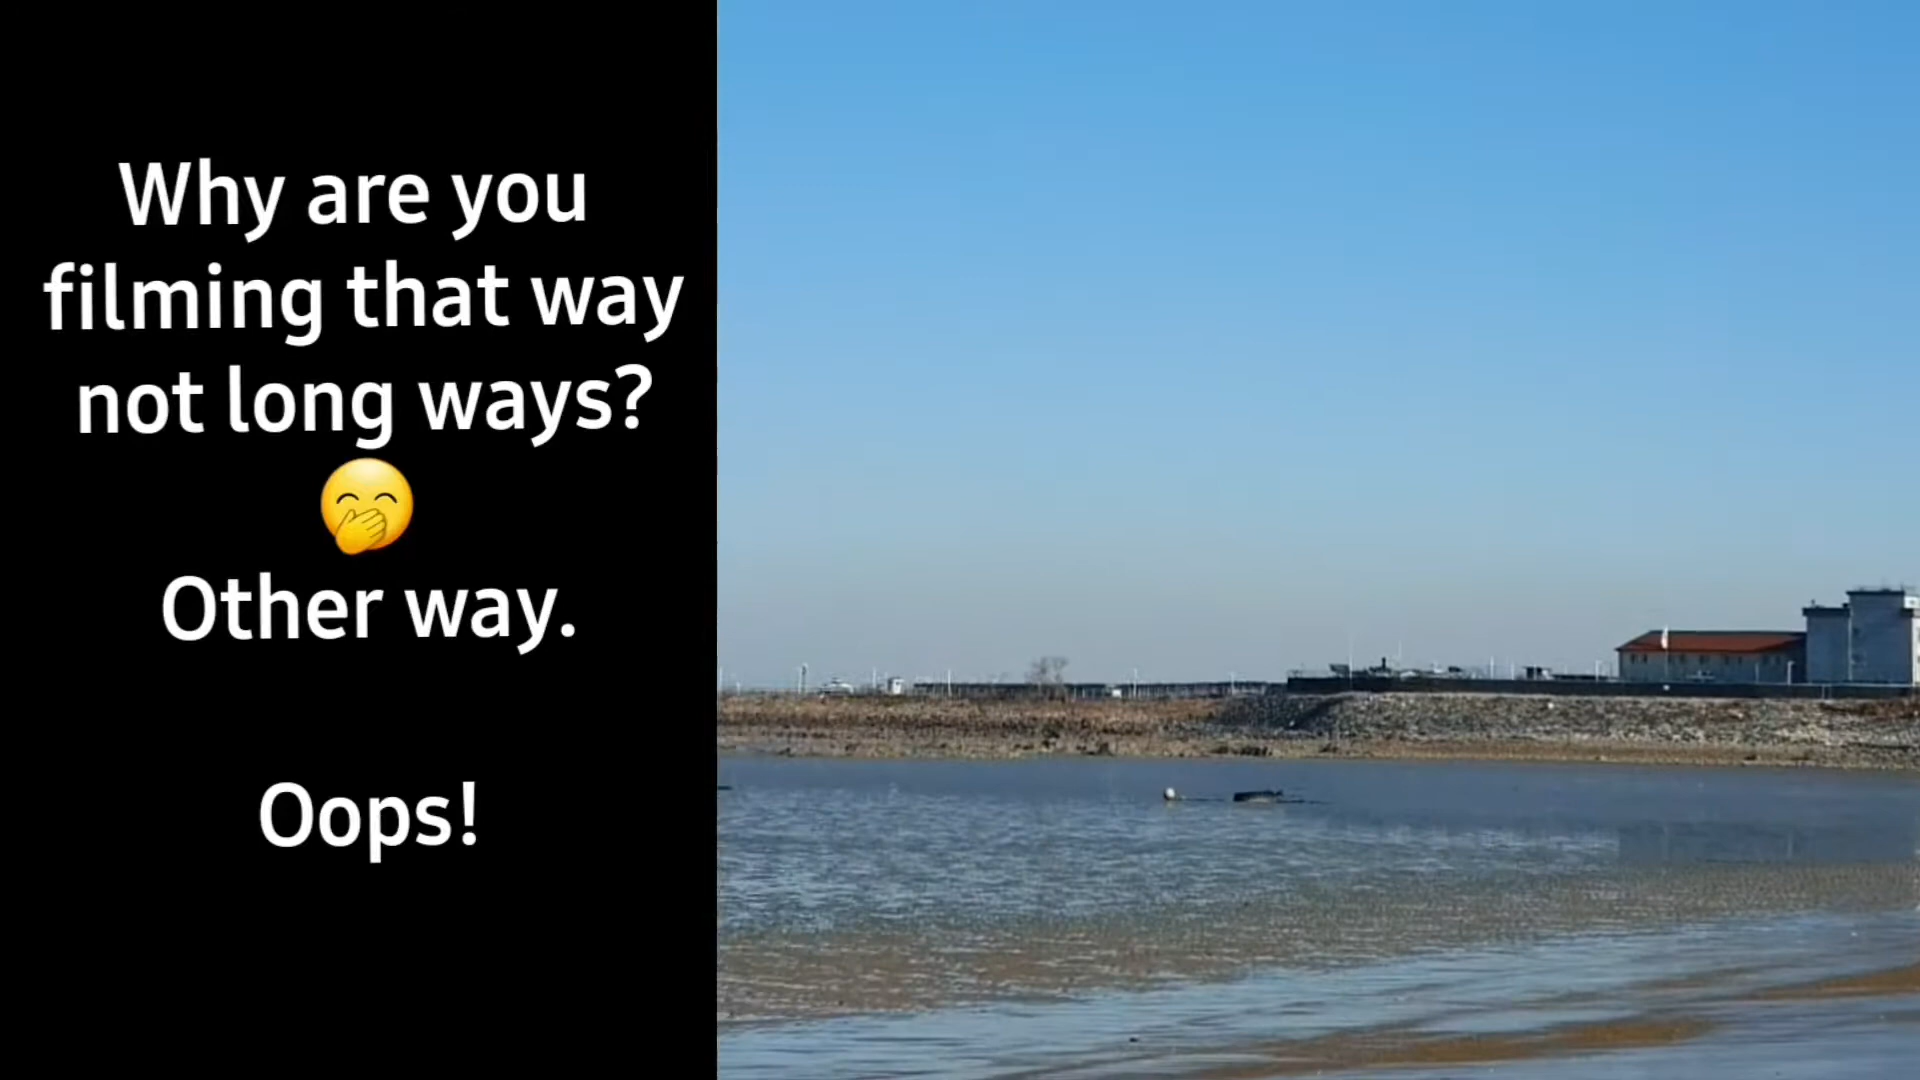 Why are you
filming that way
not long ways?
🤭
Other way.
Oops!